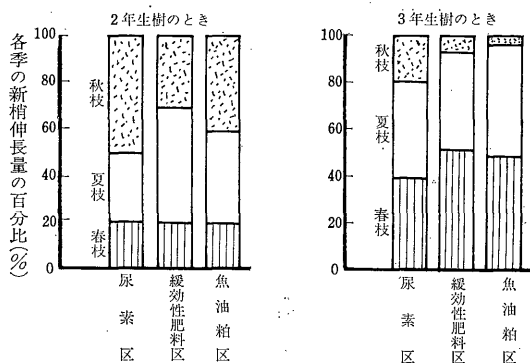 2年生樹のとき
3年生樹のとき
各季の新梢伸長量の百分比(%)
100
80
60
40
20
0
秋枝
夏枝
春枝
尿素区
緩効性肥料区
魚油粕区
100
80
60
40
20
0
秋枝
夏枝
春枝
尿素区
緩効性肥料区
魚油粕区